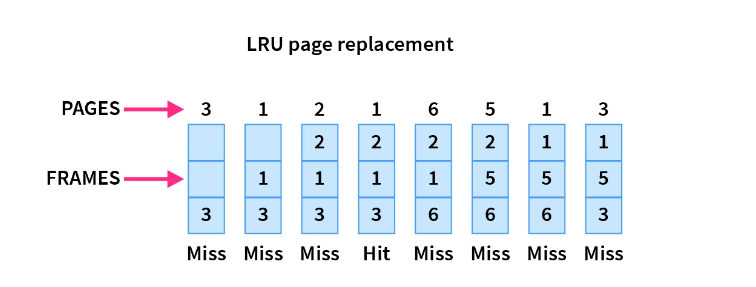 LRU page replacement
PAGES 3 1 2 1 6 5 1 3
2 2 2 2 1 1
FRAMES 1 1 1 1 5 5 5
3 3 3 3 6 6 6 3
Miss Miss Miss Hit Miss Miss Miss Miss